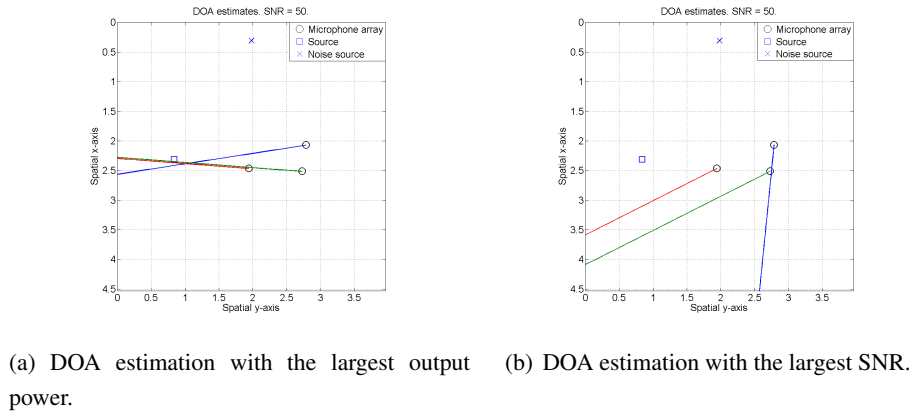 DOA estimates. SNR = 50.
Microphone array
Source
Noise source
0
0.5
1
1.5
2
2.5
3
3.5
4
4.5
Spatial x-axis
0 0.5 1 1.5 2 2.5 3 3.5
Spatial y-axis
DOA estimates. SNR = 50.
Microphone array
Source
Noise source
0
0.5
1
1.5
2
2.5
3
3.5
4
4.5
Spatial x-axis
0 0.5 1 1.5 2 2.5 3 3.5
Spatial y-axis
(a) DOA estimation with the largest output
power.
(b) DOA estimation with the largest SNR.